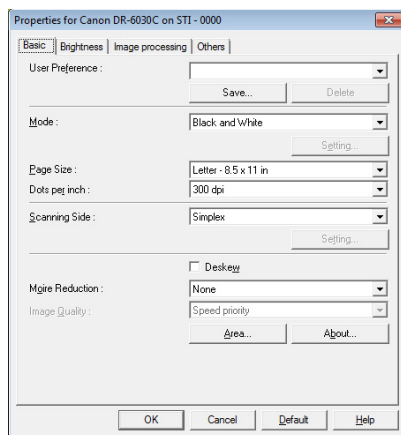 Properties for Canon DR-6030C on STI - 0000
Basic Brightness Image processing Others
User Preference :
Save... Delete
Mode : Black and White
Setting...
Page Size : Letter - 8.5 x 11 in
Dots per inch : 300 dpi
Scanning Side : Simplex
Setting...
Deskew
Moire Reduction : None
Image Quality : Speed priority
Area... About...
OK Cancel Default Help